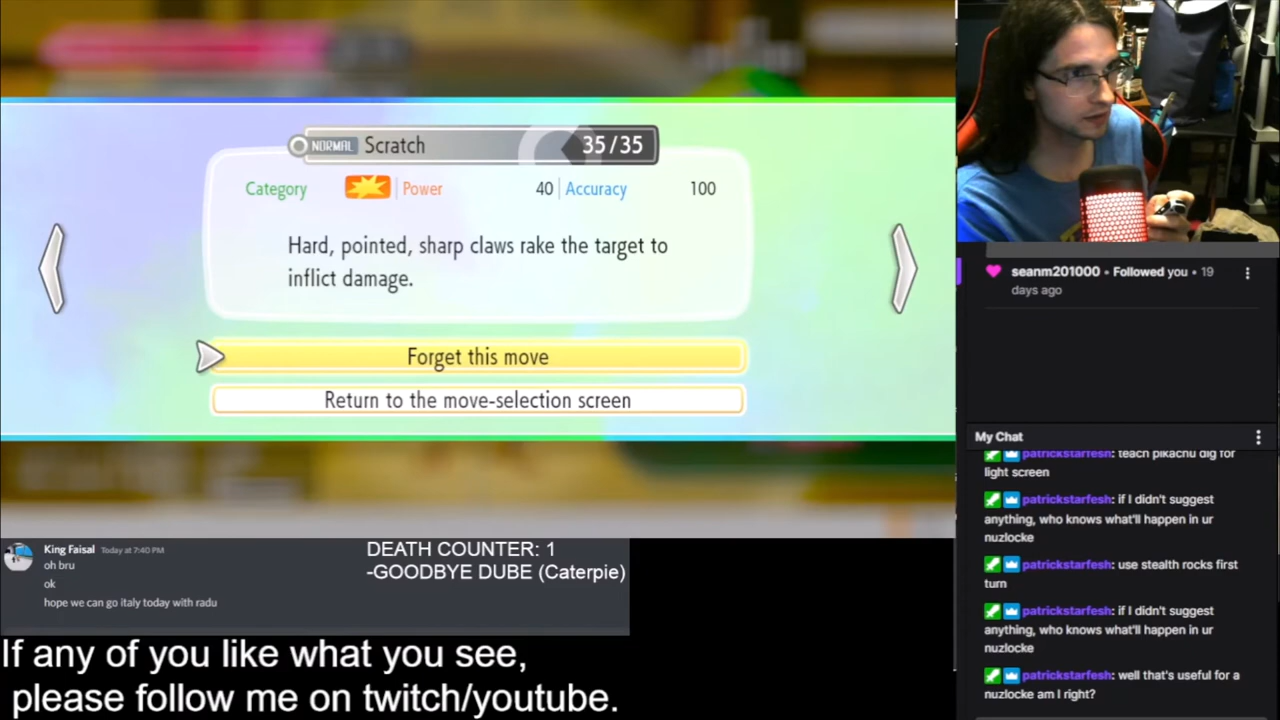 NORMAL Scratch 35/35
Category Power 40 Accuracy 100
Hard, pointed, sharp claws rake the target to
inflict damage.
Forget this move
Return to the move-selection screen
seanm201000 • Followed you • 19
days ago
My Chat
patrickstarfesh: teach pikachu dig for
light screen
patrickstarfesh: if I didn't suggest
anything, who knows what'll happen in ur
nuzlocke
patrickstarfesh: use stealth rocks first
turn
patrickstarfesh: if I didn't suggest
anything, who knows what'll happen in ur
nuzlocke
patrickstarfesh: well that's useful for a
nuzlocke am I right?
King Faisal Today at 7:40 PM
oh bru
ok
hope we can go italy today with radu
DEATH COUNTER: 1
-GOODBYE DUBE (Caterpie)
If any of you like what you see,
please follow me on twitch/youtube.